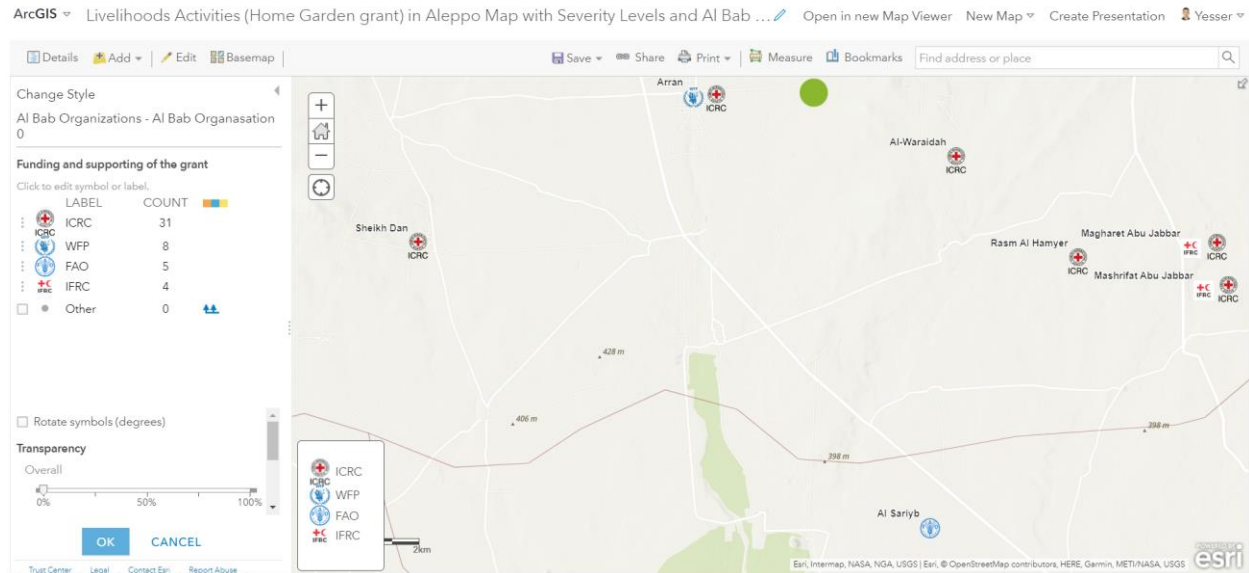 ArcGIS Livelihoods Activities (Home Garden grant) in Aleppo Map with Severity Levels and Al Bab ... Open in new Map Viewer New Map Create Presentation Yesser
Details Add Edit Basemap Save Share Print Measure Bookmarks Find address or place
Change Style
Al Bab Organizations - Al Bab Organasation
0
Funding and supporting of the grant
Click to edit symbol or label.
LABEL COUNT
ICRC ICRC 31
WFP 8
FAO 5
IFRC IFRC 4
Other 0
Rotate symbols (degrees)
Transparency
Overall
0% 50% 100%
OK CANCEL
Trust Center Legal Contact Esri Report Abuse
+
−
Arran
ICRC
Al-Waraidah
ICRC
Sheikh Dan
ICRC
Magharet Abu Jabbar
IFRC ICRC
Rasm Al Hamyer
ICRC
Mashrifat Abu Jabbar
IFRC ICRC
428 m
406 m
398 m
398 m
Al Sariyb
ICRC ICRC
WFP
FAO
IFRC IFRC
2km
Esri, Intermap, NASA, NGA, USGS | Esri, © OpenStreetMap contributors, HERE, Garmin, METI/NASA, USGS
POWERED BY
esri